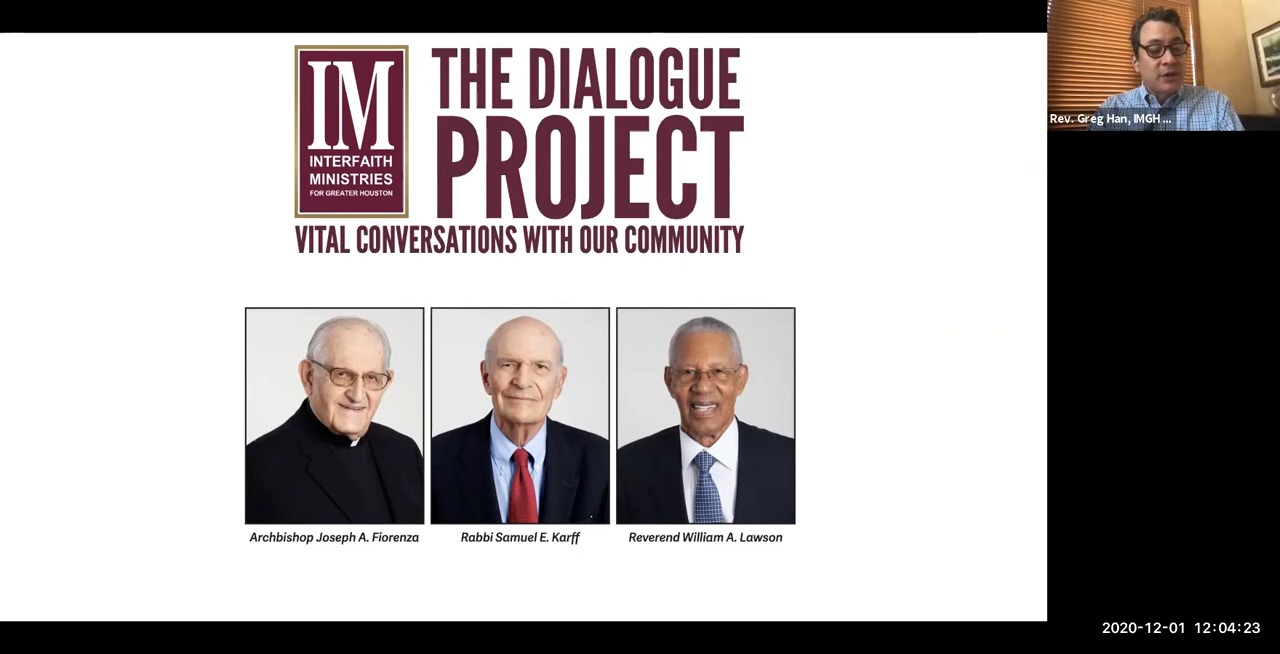 IM
INTERFAITH
MINISTRIES
FOR GREATER HOUSTON
THE DIALOGUE
PROJECT
VITAL CONVERSATIONS WITH OUR COMMUNITY
Rev. Greg Han, IMGH ...
Archbishop Joseph A. Fiorenza
Rabbi Samuel E. Karff
Reverend William A. Lawson
2020-12-01 12:04:23